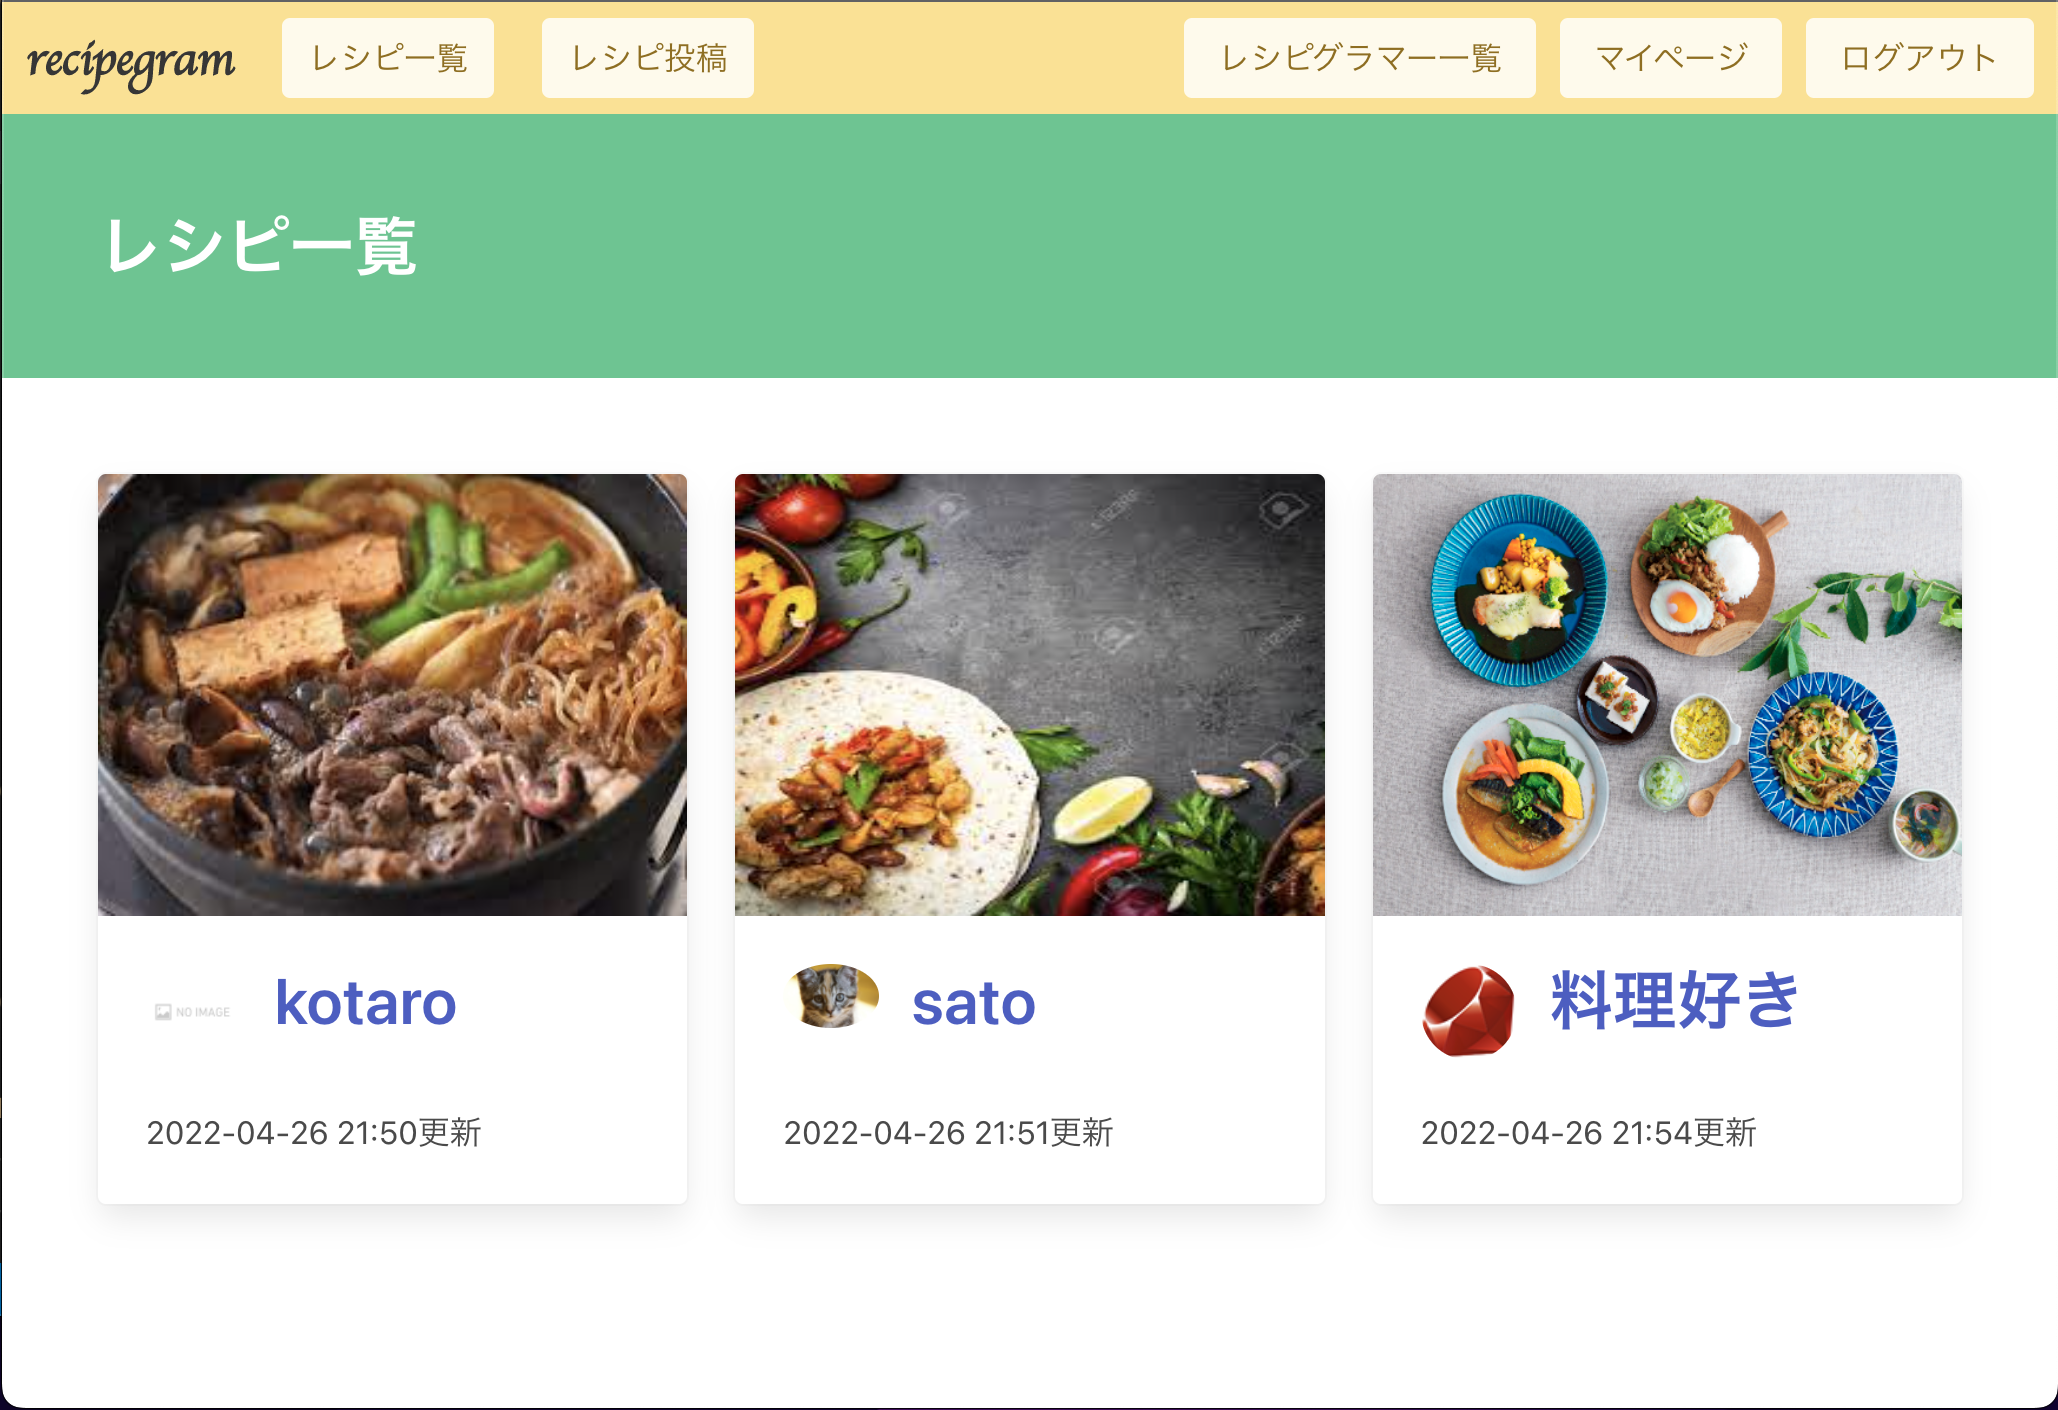 recipegram レシピ一覧 レシピ投稿 レシピグラマー一覧 マイページ ログアウト
レシピ一覧
NO IMAGE kotaro
2022-04-26 21:50更新
sato
2022-04-26 21:51更新
料理好き
2022-04-26 21:54更新